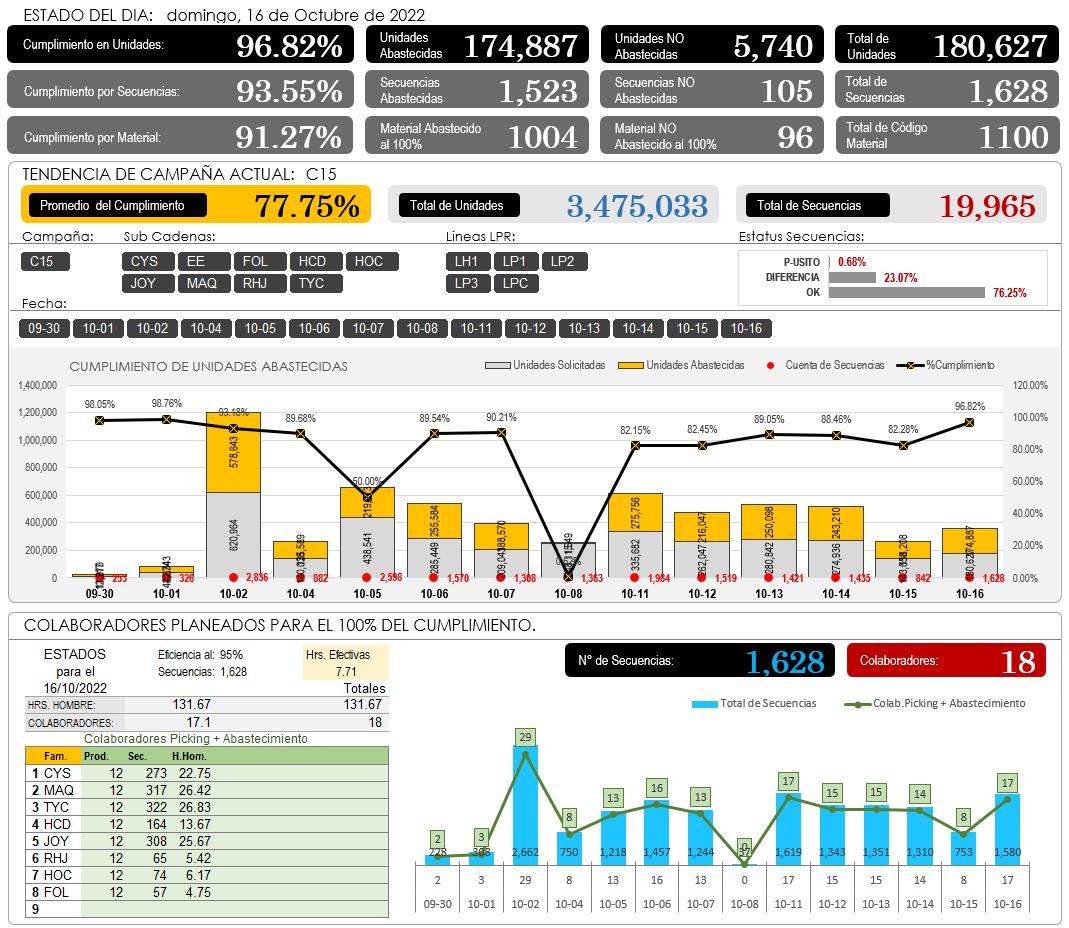 ESTADO DEL DIA: domingo, 16 de Octubre de 2022
Cumplimiento en Unidades: 96.82% Unidades Abastecidas 174,887 Unidades NO Abastecidas 5,740 Total de Unidades 180,627
Cumplimiento por Secuencias: 93.55% Secuencias Abastecidas 1,523 Secuencias NO Abastecidas 105 Total de Secuencias 1,628
Cumplimiento por Material: 91.27% Material Abastecido al 100% 1004 Material NO Abastecido al 100% 96 Total de Código Material 1100
TENDENCIA DE CAMPAÑA ACTUAL: C15
Promedio del Cumplimiento 77.75% Total de Unidades 3,475,033 Total de Secuencias 19,965
Campaña: Sub Cadenas: Lineas LPR: Estatus Secuencias:
C15 CYS EE FOL HCD HOC LH1 LP1 LP2
JOY MAQ RHJ TYC LP3 LPC
P-USITO 0.68%
DIFERENCIA 23.07%
OK 76.25%
Fecha:
09-30 10-01 10-02 10-04 10-05 10-06 10-07 10-08 10-11 10-12 10-13 10-14 10-15 10-16
CUMPLIMIENTO DE UNIDADES ABASTECIDAS
Unidades Solicitadas Unidades Abastecidas Cuenta de Secuencias %Cumplimiento
1,400,000 1,200,000 1,000,000 800,000 600,000 400,000 200,000 0
120.00% 100.00% 80.00% 60.00% 40.00% 20.00% 0.00%
98.05% 98.76% 93.18% 89.68% 50.00% 89.54% 90.21% 82.15% 82.45% 89.05% 88.46% 82.28% 96.82%
578,643 255,584 188,570 275,756 216,047 250,098 243,210 174,887
620,964 438,541 285,449 335,682 262,047 280,842 274,936 180,627
253 326 2,836 882 2,598 1,570 1,308 1,363 1,984 1,519 1,421 1,435 842 1,628
09-30 10-01 10-02 10-04 10-05 10-06 10-07 10-08 10-11 10-12 10-13 10-14 10-15 10-16
COLABORADORES PLANEADOS PARA EL 100% DEL CUMPLIMIENTO.
ESTADOS para el 16/10/2022
Eficiencia al: 95%
Secuencias: 1,628
Hrs. Efectivas
7.71
Totales
HRS. HOMBRE: 131.67 131.67
COLABORADORES: 17.1 18
Colaboradores Picking + Abastecimiento
Fam. Prod. Sec. H.Hom.
1 CYS 12 273 22.75
2 MAQ 12 317 26.42
3 TYC 12 322 26.83
4 HCD 12 164 13.67
5 JOY 12 308 25.67
6 RHJ 12 65 5.42
7 HOC 12 74 6.17
8 FOL 12 57 4.75
9
N° de Secuencias: 1,628 Colaboradores: 18
Total de Secuencias Colab.Picking + Abastecimiento
2 3 29 8 13 16 13 0 17 15 15 14 8 17
228 308 2,662 750 1,218 1,457 1,244 37 1,619 1,343 1,351 1,310 753 1,580
2 3 29 8 13 16 13 0 17 15 15 14 8 17
09-30 10-01 10-02 10-04 10-05 10-06 10-07 10-08 10-11 10-12 10-13 10-14 10-15 10-16